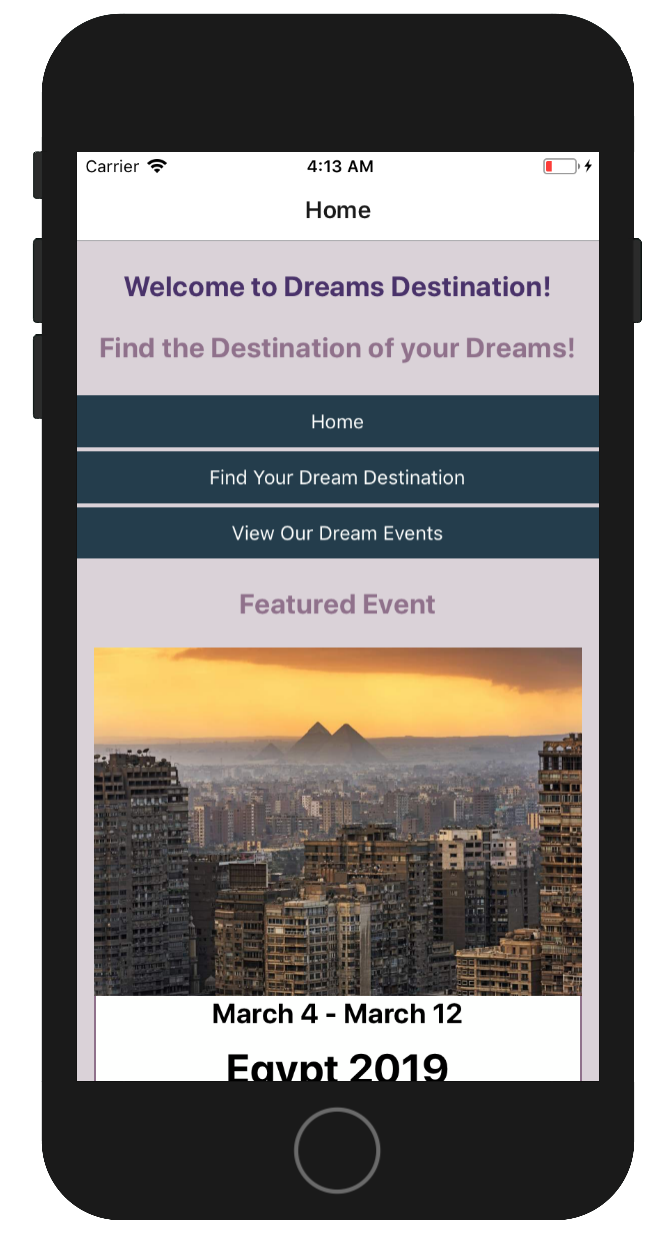 Carrier 4:13 AM
Home
Welcome to Dreams Destination!
Find the Destination of your Dreams!
Home
Find Your Dream Destination
View Our Dream Events
Featured Event
March 4 - March 12
Egypt 2019